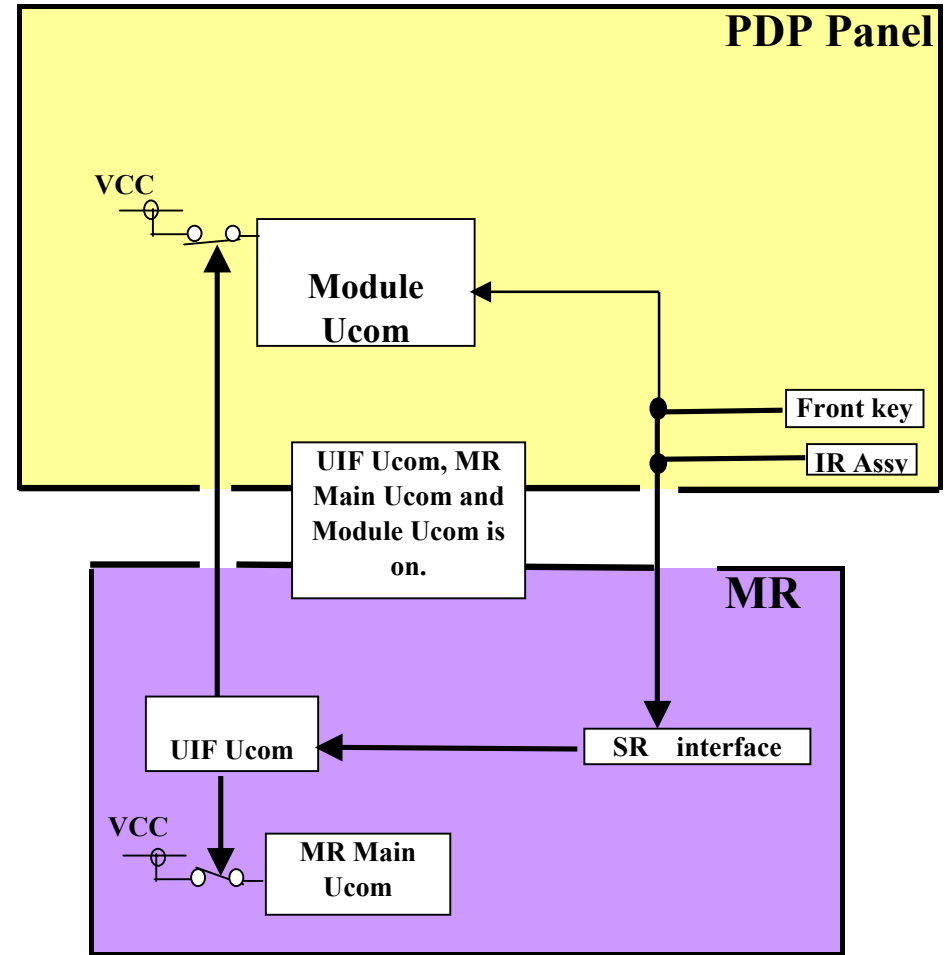 PDP Panel
VCC
Module
Ucom
Front key
IR Assy
UIF Ucom, MR
Main Ucom and
Module Ucom is
on.
MR
UIF Ucom
SR interface
VCC
MR Main
Ucom